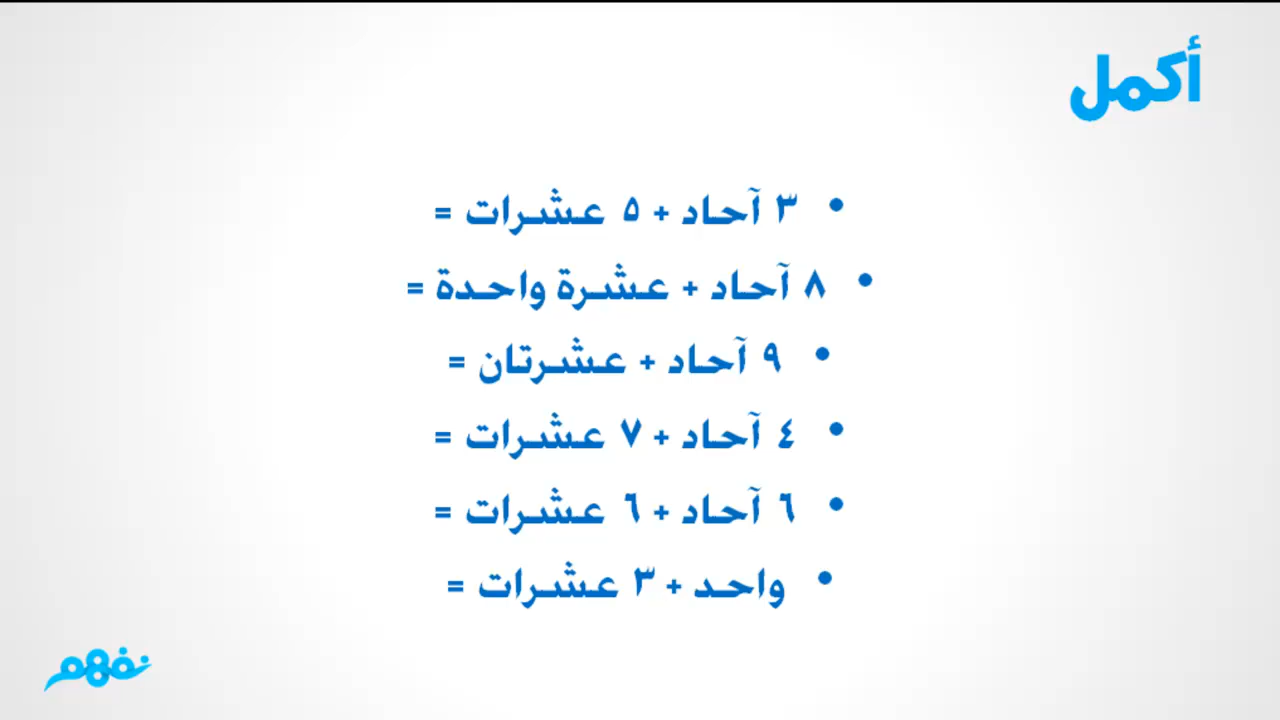 أكمل
• ٣ آحاد + ٥ عشرات =
• ٨ آحاد + عشرة واحدة =
• ٩ آحاد + عشرتان =
• ٤ آحاد + ٧ عشرات =
• ٦ آحاد + ٦ عشرات =
• واحد + ٣ عشرات =
نفهم